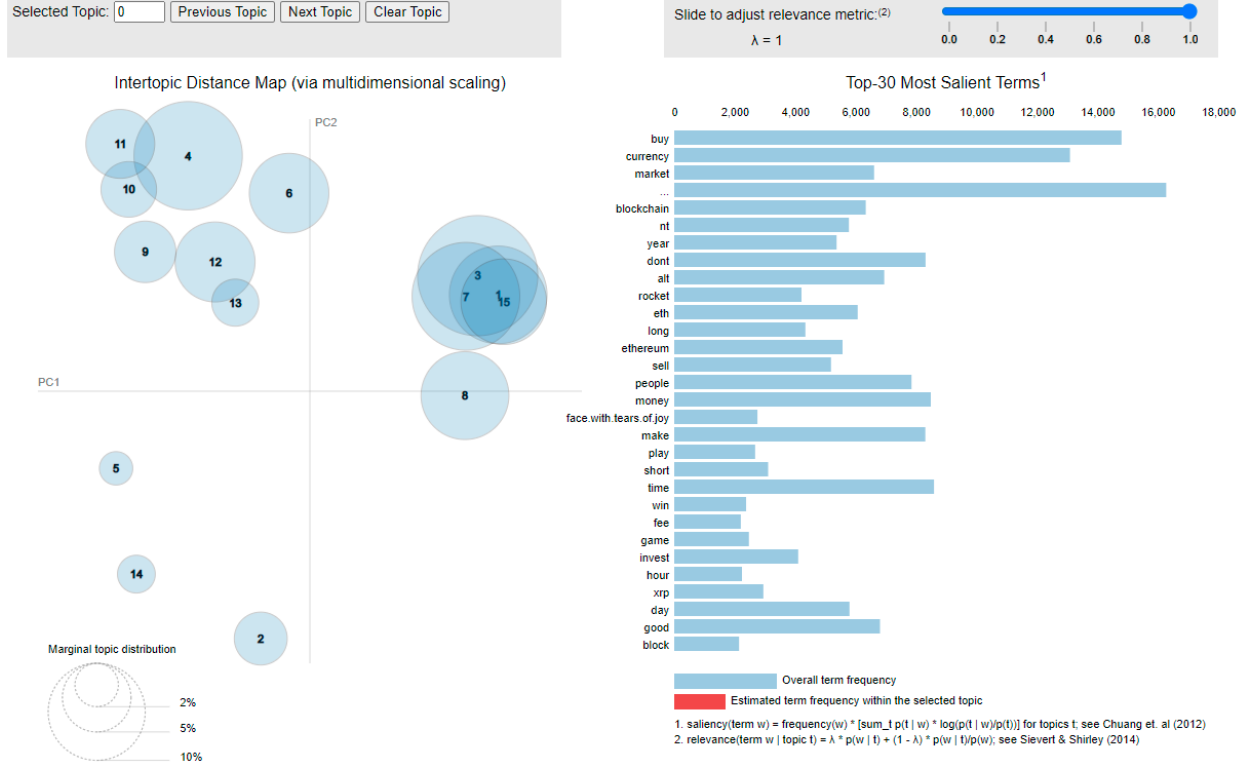 Selected Topic: 0 Previous Topic Next Topic Clear Topic
Slide to adjust relevance metric:(2)
λ = 1
0.0 0.2 0.4 0.6 0.8 1.0
Intertopic Distance Map (via multidimensional scaling)
PC2
PC1
11
4
10
6
9
12
13
3
7
1
15
8
5
14
2
Marginal topic distribution
2%
5%
10%
Top-30 Most Salient Terms1
0 2,000 4,000 6,000 8,000 10,000 12,000 14,000 16,000 18,000
buy
currency
market
...
blockchain
nt
year
dont
alt
rocket
eth
long
ethereum
sell
people
money
face.with.tears.of.joy
make
play
short
time
win
fee
game
invest
hour
xrp
day
good
block
Overall term frequency
Estimated term frequency within the selected topic
1. saliency(term w) = frequency(w) * [sum_t p(t | w) * log(p(t | w)/p(t))] for topics t; see Chuang et. al (2012)
2. relevance(term w | topic t) = λ * p(w | t) + (1 - λ) * p(w | t)/p(w); see Sievert & Shirley (2014)